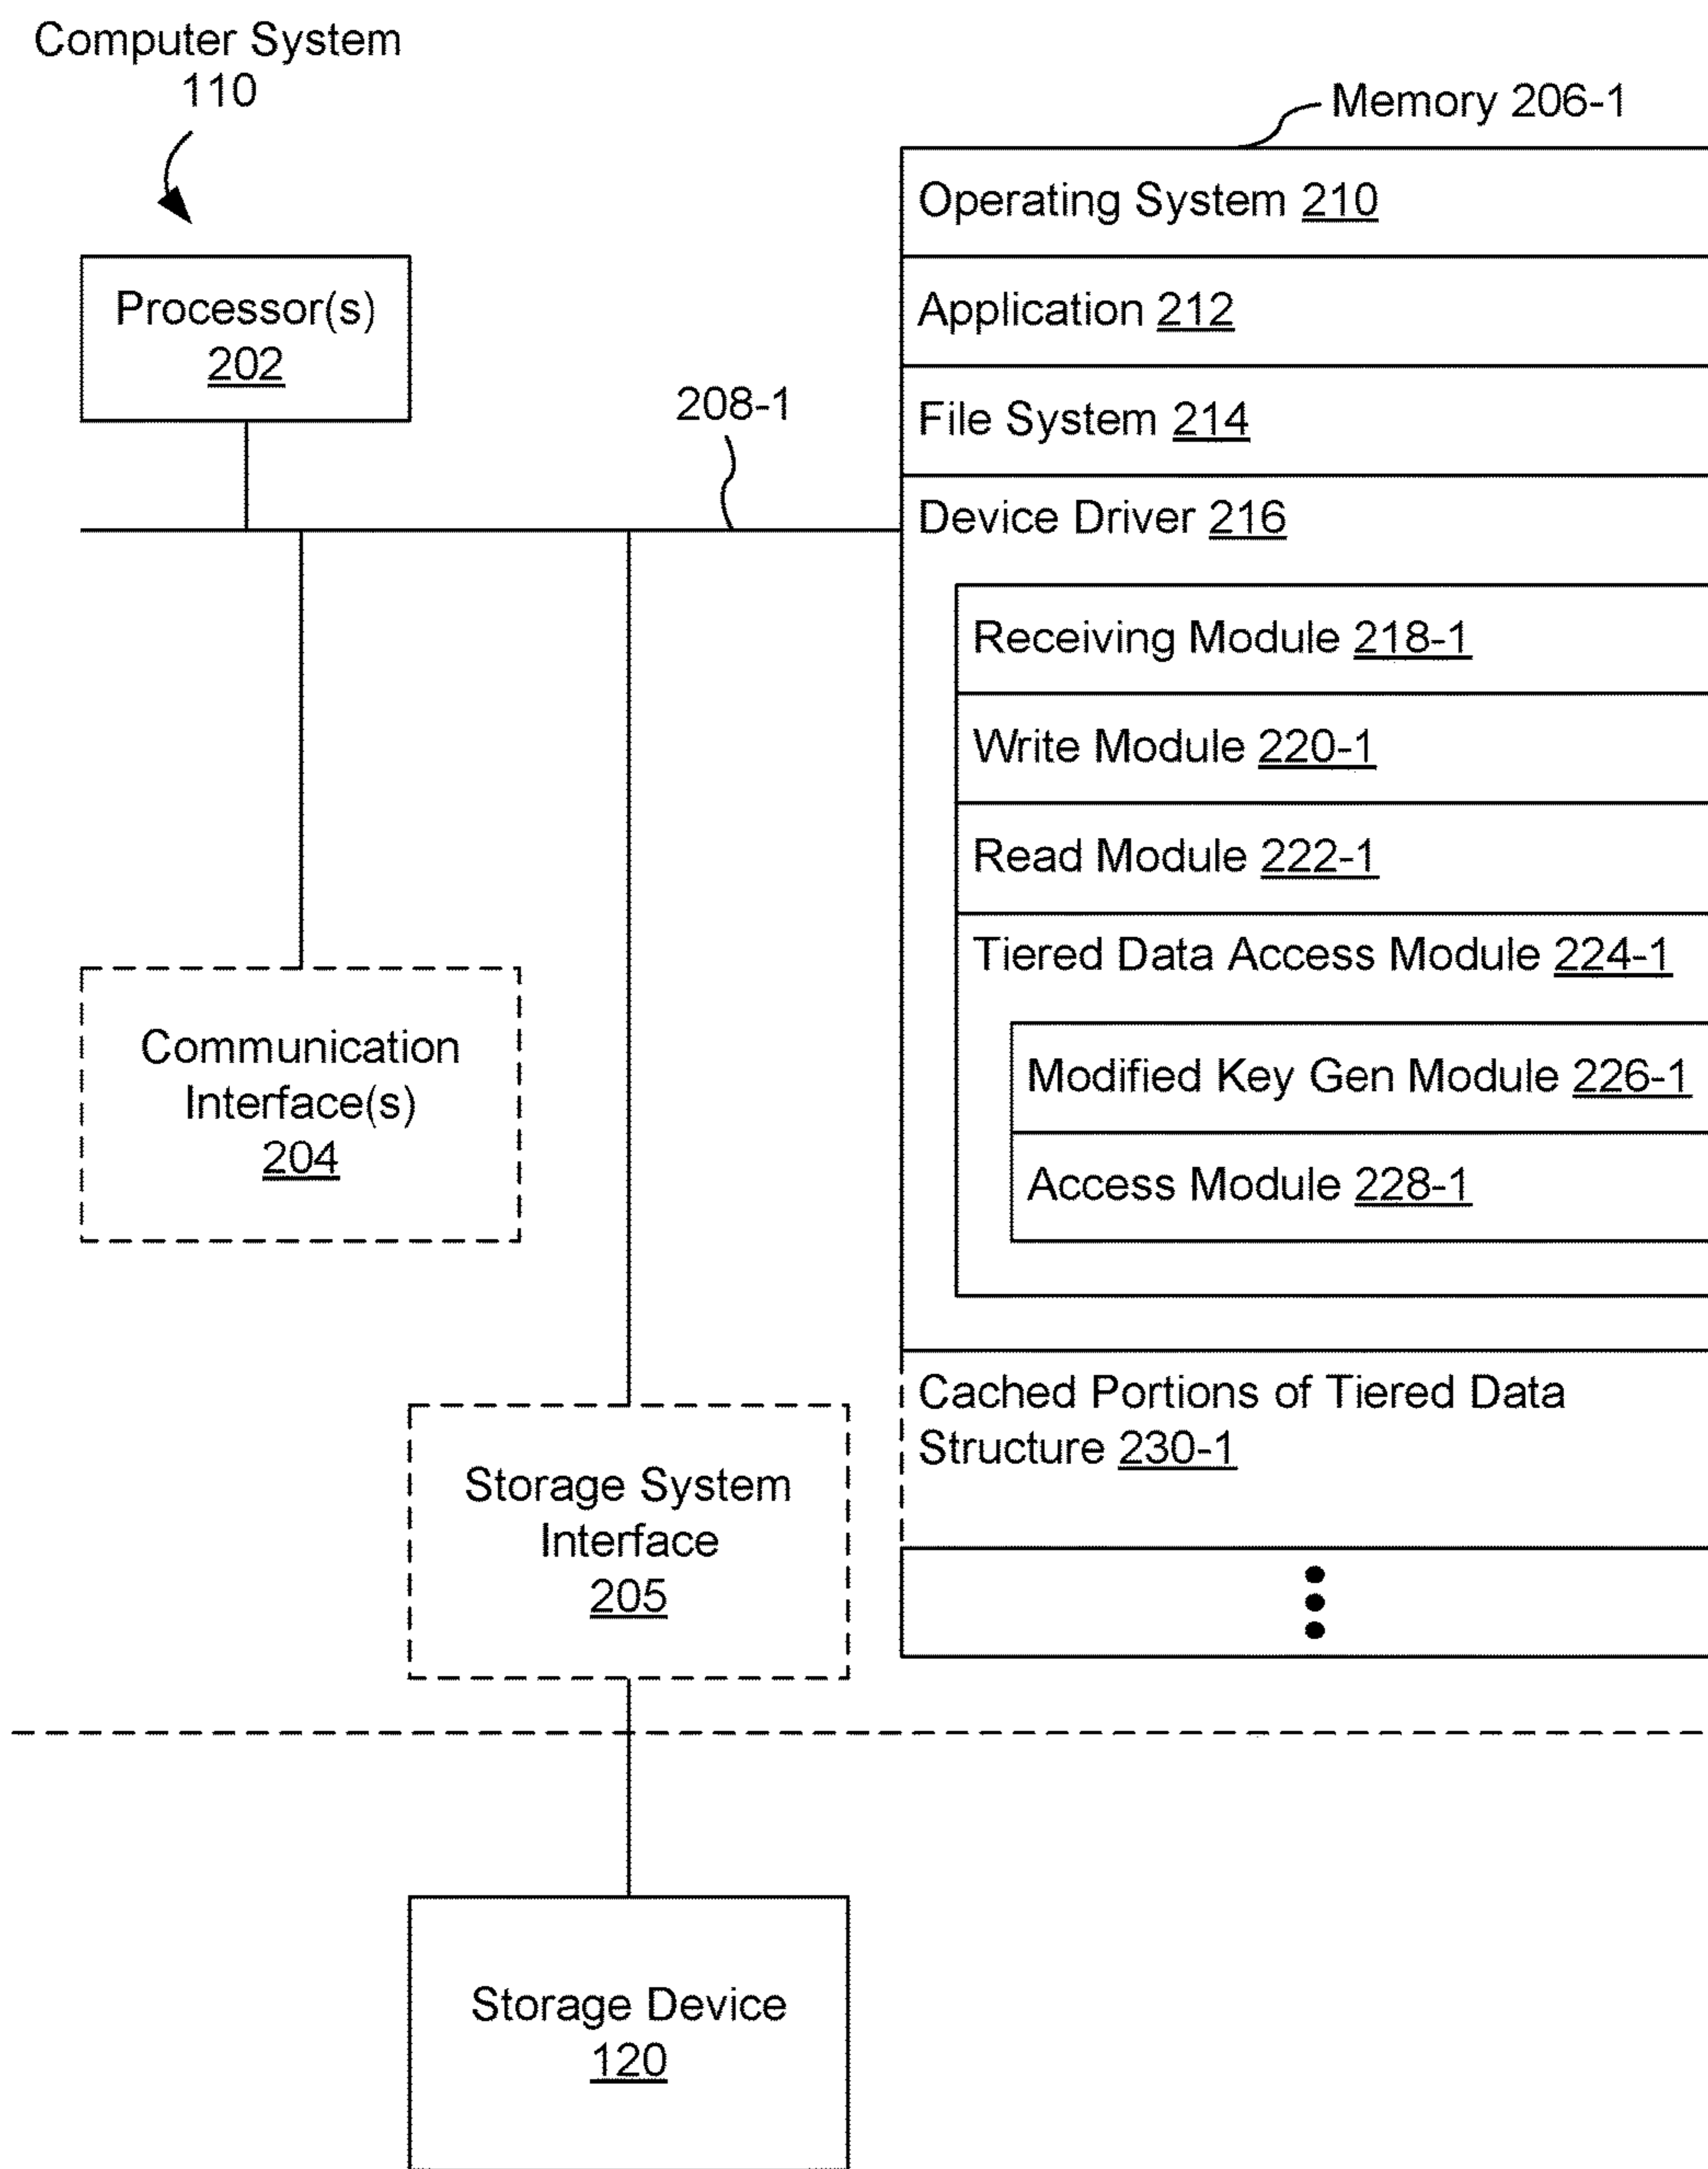 Computer System
110
Memory 206-1
Operating System 210
Processor(s)
202
Application 212
208-1
File System 214
Device Driver 216
Receiving Module 218-1
Write Module 220-1
Read Module 222-1
Tiered Data Access Module 224-1
Communication
Interface(s)
204
Modified Key Gen Module 226-1
Access Module 228-1
Cached Portions of Tiered Data
Structure 230-1
Storage System
Interface
205
Storage Device
120